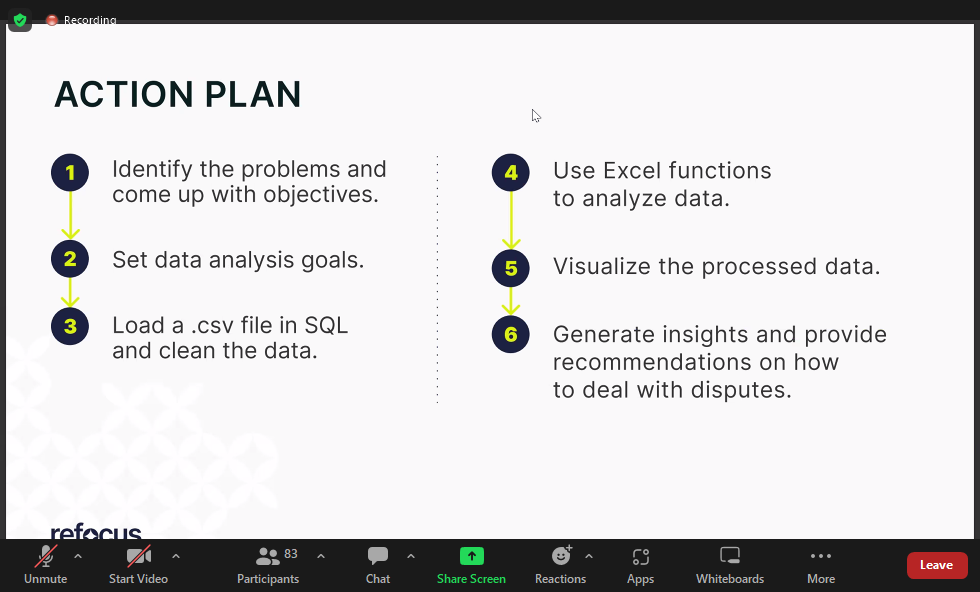 Recording
ACTION PLAN
1
Identify the problems and
come up with objectives.
2
Set data analysis goals.
3
Load a .csv file in SQL
and clean the data.
4
Use Excel functions
to analyze data.
5
Visualize the processed data.
6
Generate insights and provide
recommendations on how
to deal with disputes.
refocus
83
Unmute
Start Video
Participants
Chat
Share Screen
Reactions
Apps
Whiteboards
More
Leave